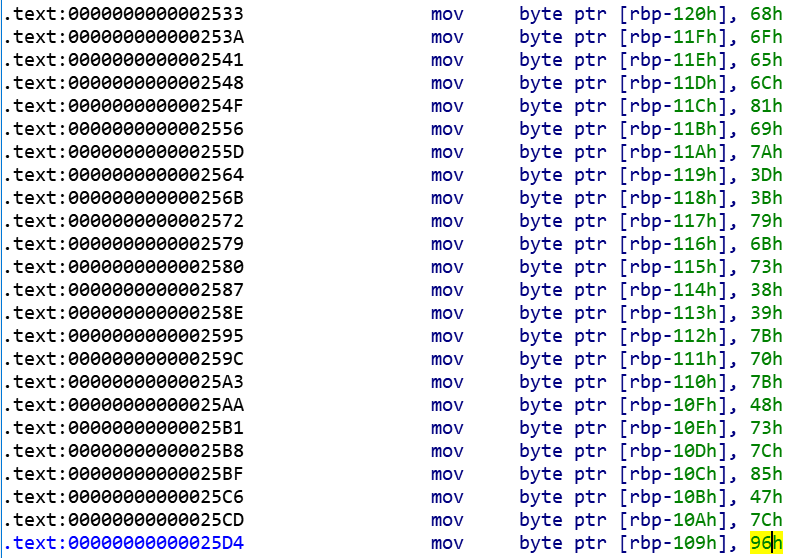 .text:0000000000002533 mov byte ptr [rbp-120h], 68h
.text:000000000000253A mov byte ptr [rbp-11Fh], 6Fh
.text:0000000000002541 mov byte ptr [rbp-11Eh], 65h
.text:0000000000002548 mov byte ptr [rbp-11Dh], 6Ch
.text:000000000000254F mov byte ptr [rbp-11Ch], 81h
.text:0000000000002556 mov byte ptr [rbp-11Bh], 69h
.text:000000000000255D mov byte ptr [rbp-11Ah], 7Ah
.text:0000000000002564 mov byte ptr [rbp-119h], 3Dh
.text:000000000000256B mov byte ptr [rbp-118h], 3Bh
.text:0000000000002572 mov byte ptr [rbp-117h], 79h
.text:0000000000002579 mov byte ptr [rbp-116h], 6Bh
.text:0000000000002580 mov byte ptr [rbp-115h], 73h
.text:0000000000002587 mov byte ptr [rbp-114h], 38h
.text:000000000000258E mov byte ptr [rbp-113h], 39h
.text:0000000000002595 mov byte ptr [rbp-112h], 7Bh
.text:000000000000259C mov byte ptr [rbp-111h], 70h
.text:00000000000025A3 mov byte ptr [rbp-110h], 7Bh
.text:00000000000025AA mov byte ptr [rbp-10Fh], 48h
.text:00000000000025B1 mov byte ptr [rbp-10Eh], 73h
.text:00000000000025B8 mov byte ptr [rbp-10Dh], 7Ch
.text:00000000000025BF mov byte ptr [rbp-10Ch], 85h
.text:00000000000025C6 mov byte ptr [rbp-10Bh], 47h
.text:00000000000025CD mov byte ptr [rbp-10Ah], 7Ch
.text:00000000000025D4 mov byte ptr [rbp-109h], 96h